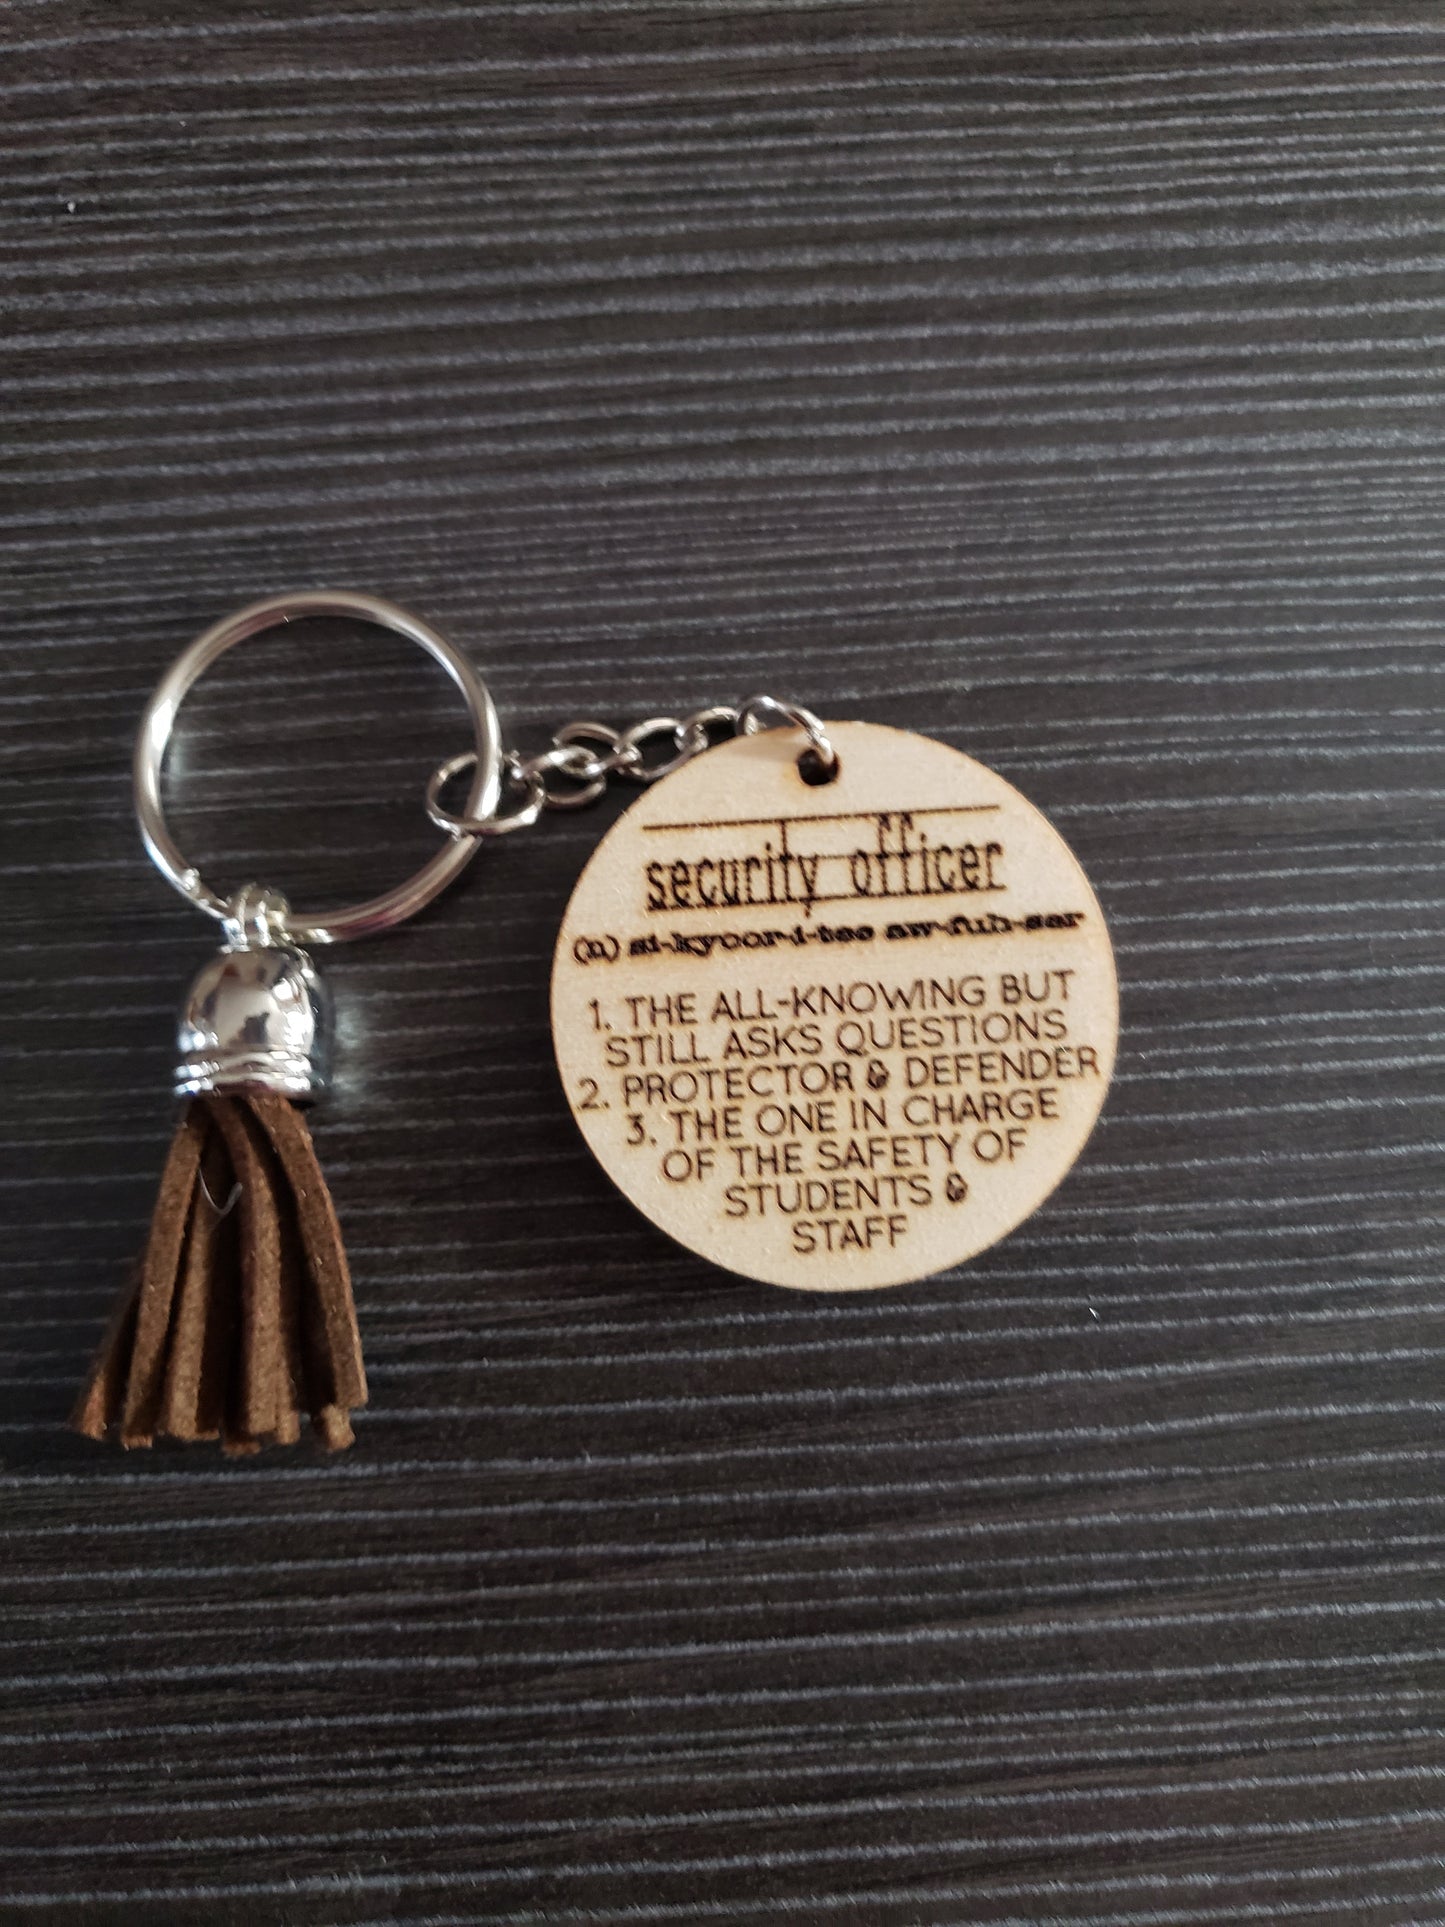 security officer
(n) si-kyoor-i-tee aw-fuh-ser
1. THE ALL-KNOWING BUT
STILL ASKS QUESTIONS
2. PROTECTOR & DEFENDER
3. THE ONE IN CHARGE
OF THE SAFETY OF
STUDENTS &
STAFF